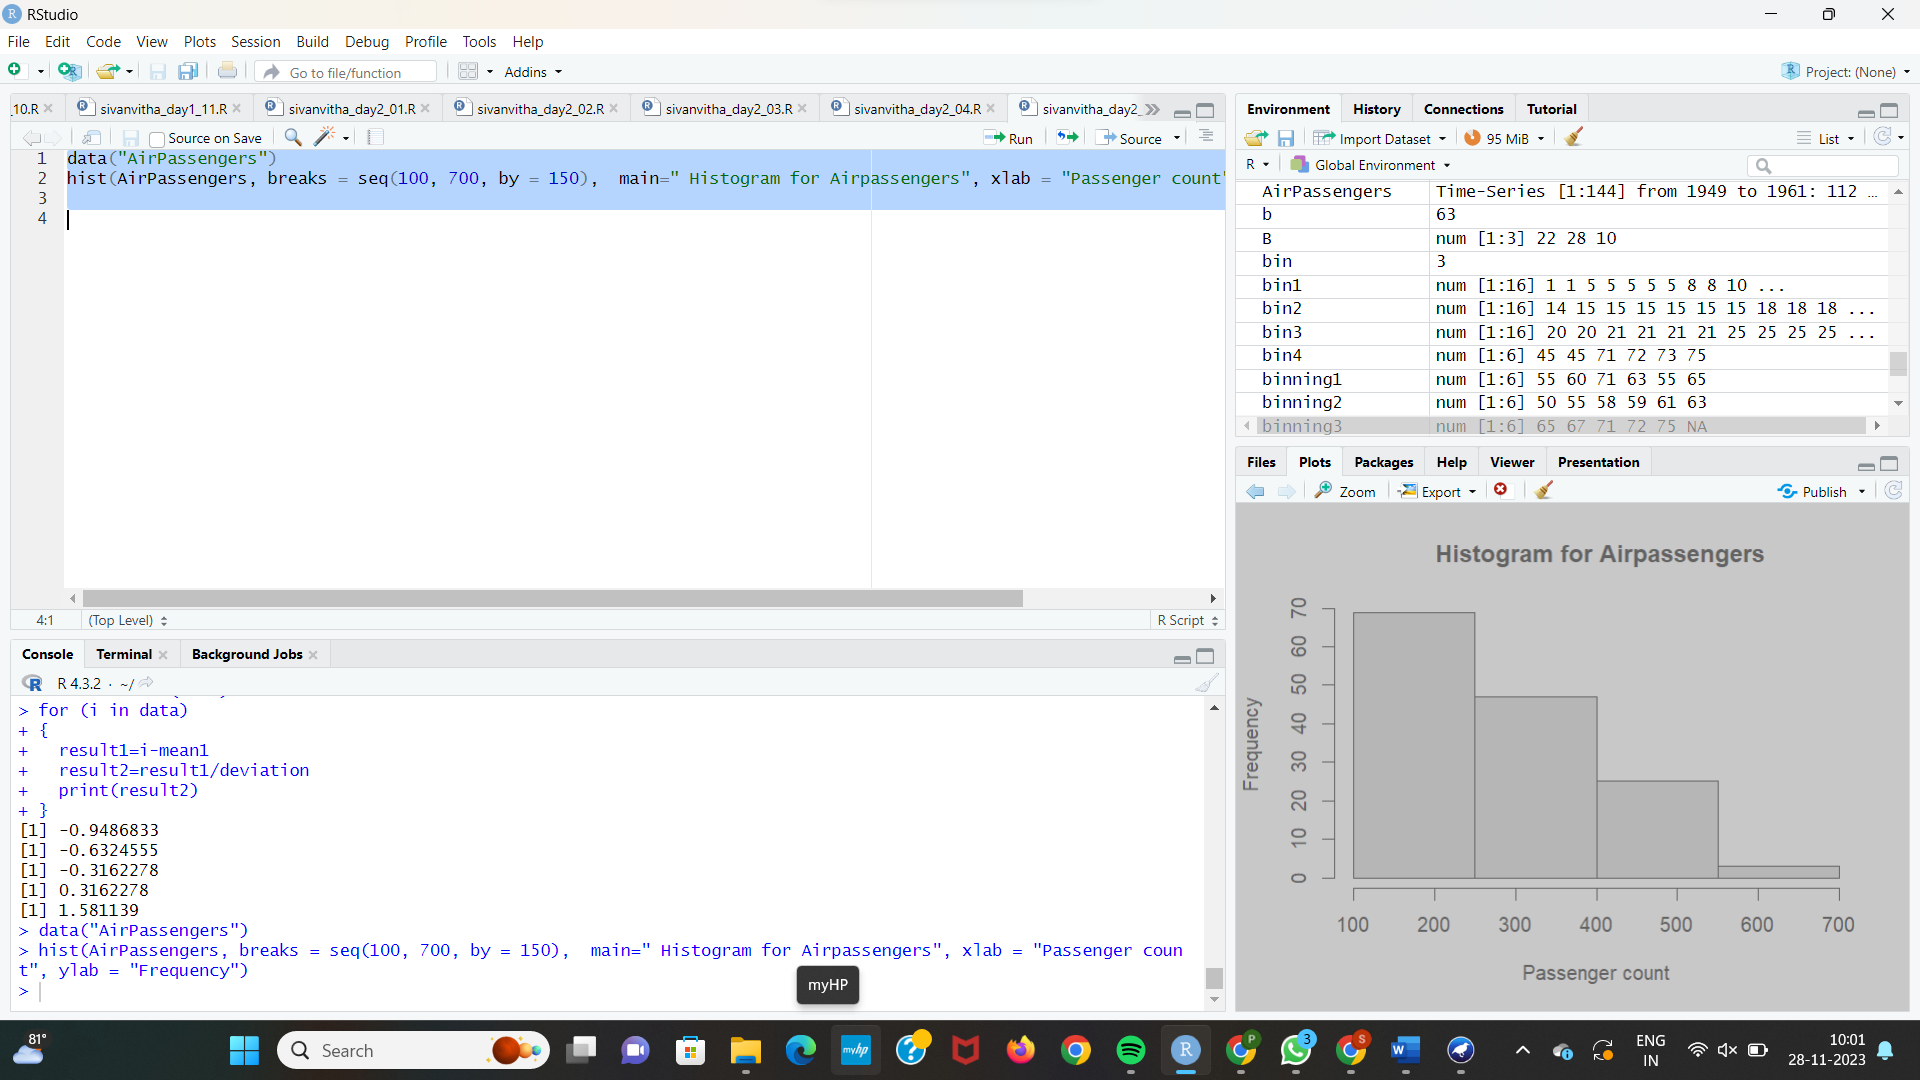 RStudio
File Edit Code View Plots Session Build Debug Profile Tools Help
Go to file/function Addins Project: (None)
_10.R sivanvitha_day1_11.R sivanvitha_day2_01.R sivanvitha_day2_02.R sivanvitha_day2_03.R sivanvitha_day2_04.R sivanvitha_day2_
Source on Save Run Source
1 data("AirPassengers")
2 hist(AirPassengers, breaks = seq(100, 700, by = 150),  main=" Histogram for Airpassengers", xlab = "Passenger count"
3
4
4:1 (Top Level) R Script
Console Terminal Background Jobs
R 4.3.2 · ~/
> for (i in data)
+ {
+   result1=i-mean1
+   result2=result1/deviation
+   print(result2)
+ }
[1] -0.9486833
[1] -0.6324555
[1] -0.3162278
[1] 0.3162278
[1] 1.581139
> data("AirPassengers")
> hist(AirPassengers, breaks = seq(100, 700, by = 150),  main=" Histogram for Airpassengers", xlab = "Passenger coun
t", ylab = "Frequency")
>
myHP
Environment History Connections Tutorial
Import Dataset 95 MiB List
R Global Environment
AirPassengers Time-Series [1:144] from 1949 to 1961: 112 …
b 63
B num [1:3] 22 28 10
bin 3
bin1 num [1:16] 1 1 5 5 5 5 5 8 8 10 ...
bin2 num [1:16] 14 15 15 15 15 15 15 18 18 18 ...
bin3 num [1:16] 20 20 21 21 21 21 25 25 25 25 ...
bin4 num [1:6] 45 45 71 72 73 75
binning1 num [1:6] 55 60 71 63 55 65
binning2 num [1:6] 50 55 58 59 61 63
binning3 num [1:6] 65 67 71 72 75 NA
Files Plots Packages Help Viewer Presentation
Zoom Export Publish
Histogram for Airpassengers
Frequency
0 10 20 30 40 50 60 70
100 200 300 400 500 600 700
Passenger count
81° Search myhp P 3 S W R ENG 10:01
IN 28-11-2023